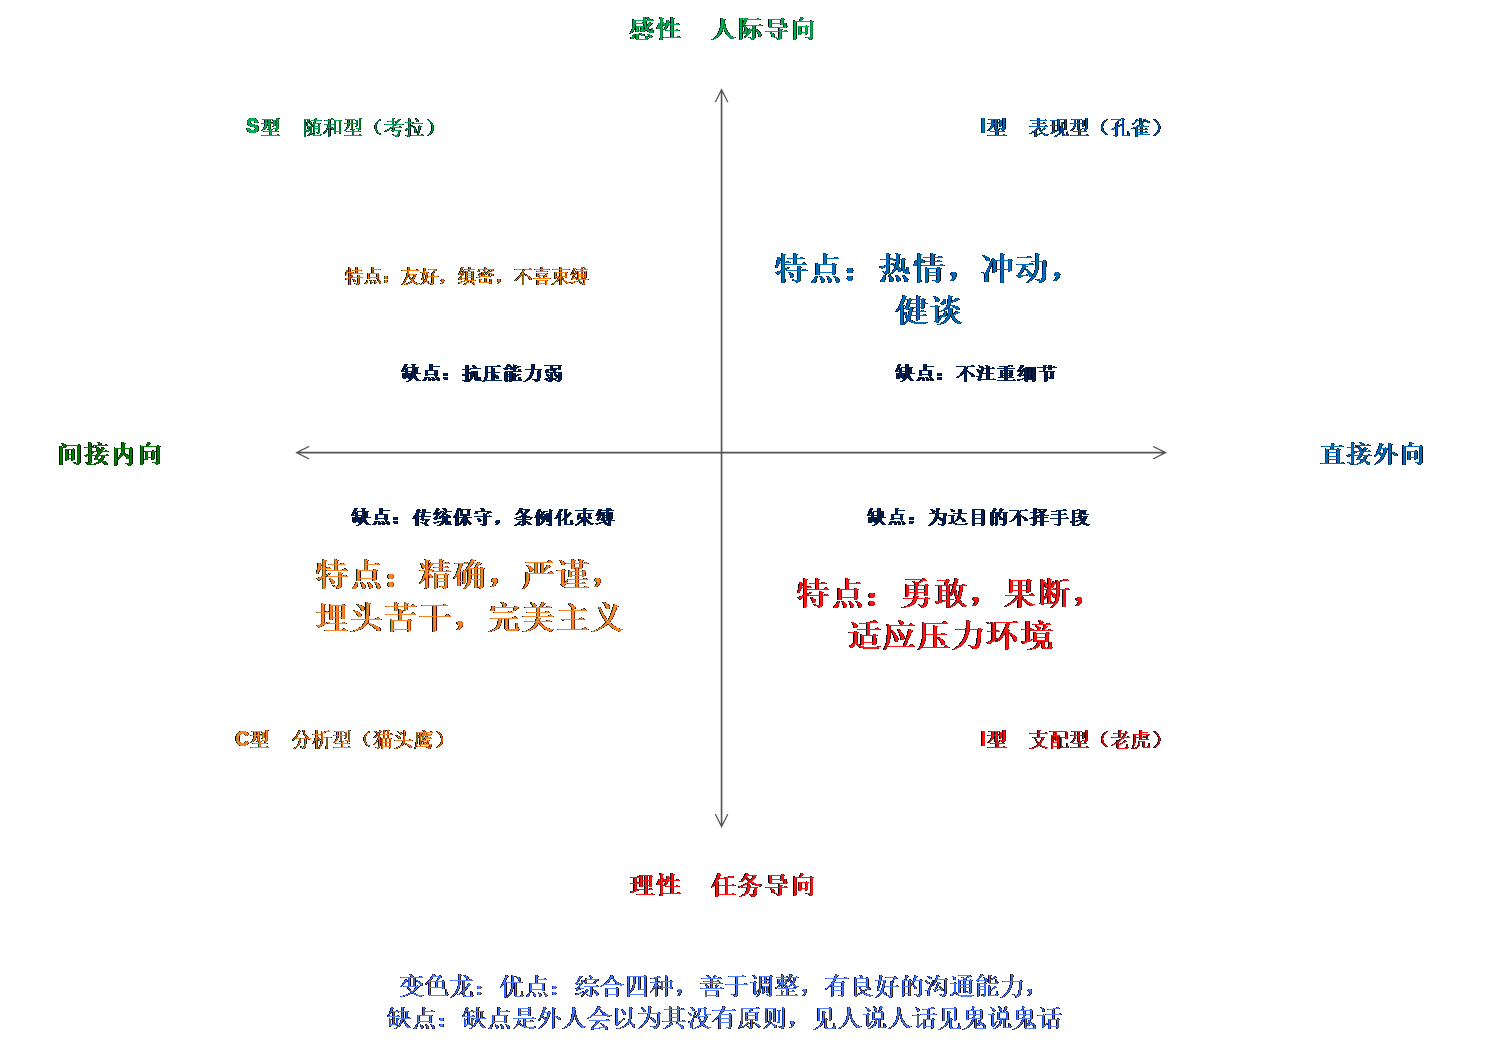 感性　人际导向
S型　随和型（考拉）
I型　表现型（孔雀）
特点：友好，缜密，不喜束缚
特点：热情，冲动，
健谈
缺点：抗压能力弱
缺点：不注重细节
间接内向
直接外向
缺点：传统保守，条例化束缚
缺点：为达目的不择手段
特点：精确，严谨，
埋头苦干，完美主义
特点：勇敢，果断，
适应压力环境
C型　分析型（猫头鹰）
I型　支配型（老虎）
理性　任务导向
变色龙：优点：综合四种，善于调整，有良好的沟通能力，
缺点：缺点是外人会以为其没有原则，见人说人话见鬼说鬼话